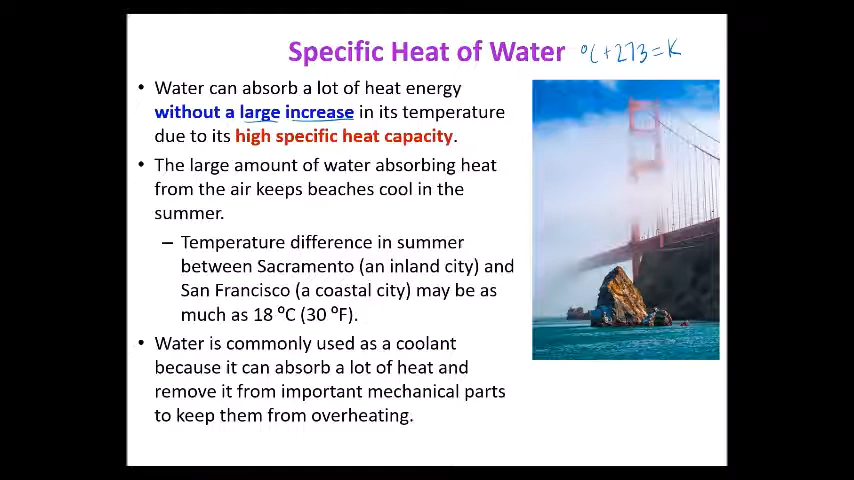 Specific Heat of Water °C + 273 = K
• Water can absorb a lot of heat energy
without a large increase in its temperature
due to its high specific heat capacity.
• The large amount of water absorbing heat
from the air keeps beaches cool in the
summer.
– Temperature difference in summer
between Sacramento (an inland city) and
San Francisco (a coastal city) may be as
much as 18 ºC (30 ºF).
• Water is commonly used as a coolant
because it can absorb a lot of heat and
remove it from important mechanical parts
to keep them from overheating.